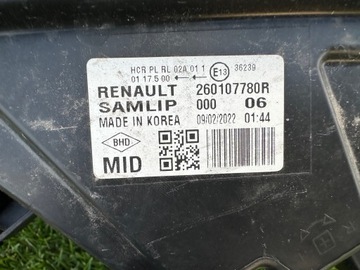 HCR PL RL 02A 01 1 E13 36239
01 17.5 00
RENAULT 260107780R
SAMLIP 000 06
MADE IN KOREA 09/02/2022 01:44
BHD
MID